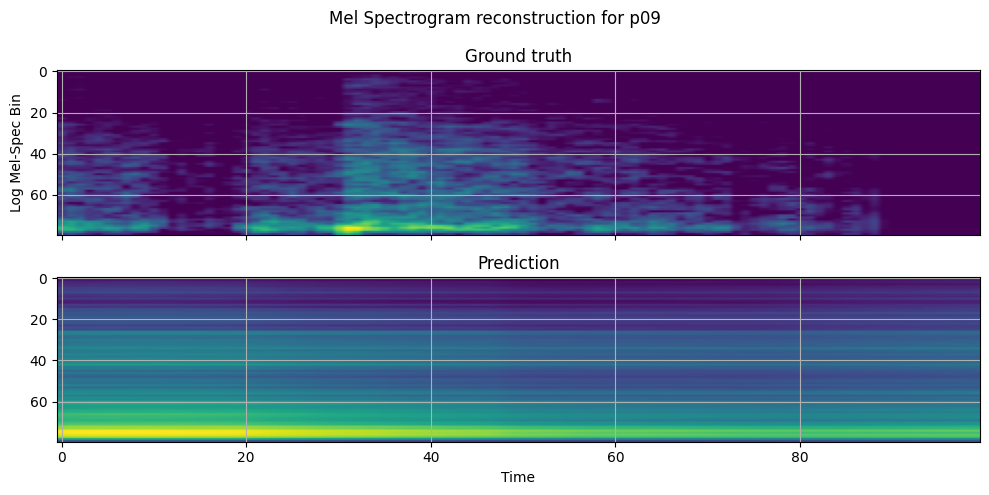 Mel Spectrogram reconstruction for p09
Ground truth
0
20
40
60
Log Mel-Spec Bin
Prediction
0
20
40
60
0 20 40 60 80
Time